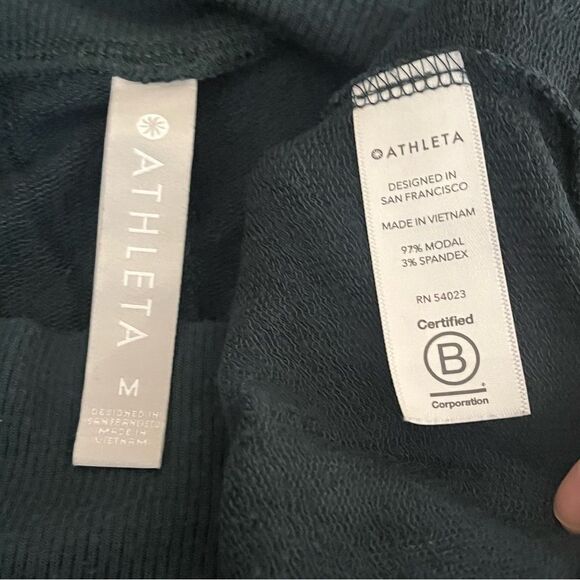 ATHLETA
M
DESIGNED IN
SAN FRANCISCO
MADE IN
VIETNAM
ATHLETA
DESIGNED IN
SAN FRANCISCO
MADE IN VIETNAM
97% MODAL
3% SPANDEX
RN 54023
Certified
B
Corporation